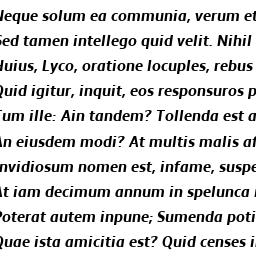 Neque solum ea communia, verum et
Sed tamen intellego quid velit. Nihil
Huius, Lyco, oratione locuples, rebus
Quid igitur, inquit, eos responsuros p
Tum ille: Ain tandem? Tollenda est a
An eiusdem modi? At multis malis af
Invidiosum nomen est, infame, suspe
At iam decimum annum in spelunca
Poterat autem inpune; Sumenda poti
Quae ista amicitia est? Quid censes i